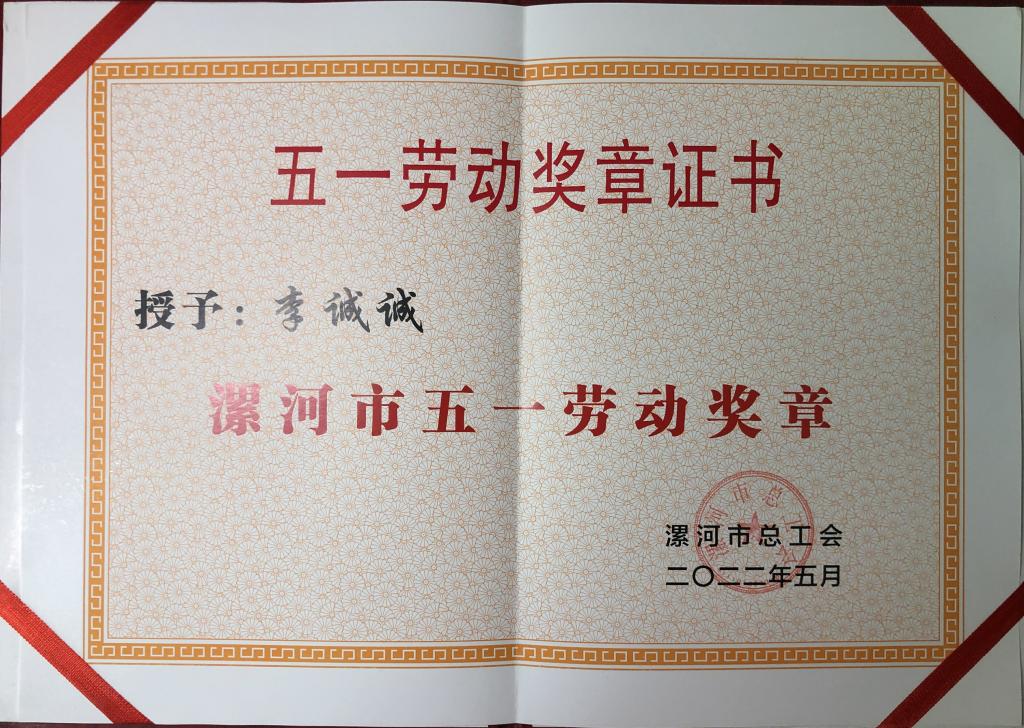 五一劳动奖章证书
授予：李诚诚
漯河市五一劳动奖章
漯河市总工会
二〇二二年五月